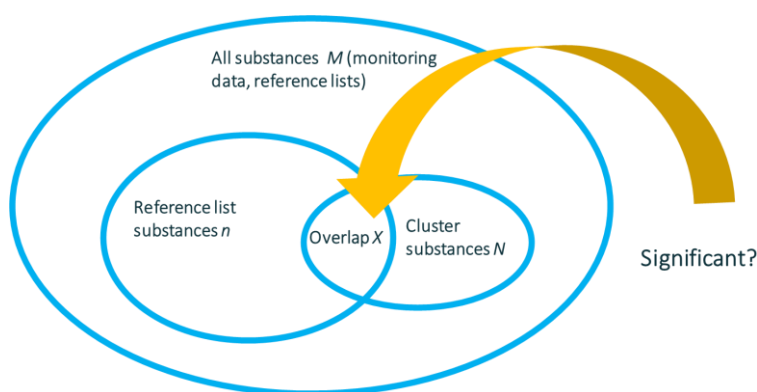 All substances M (monitoring
data, reference lists)
Reference list
substances n
Overlap X
Cluster
substances N
Significant?